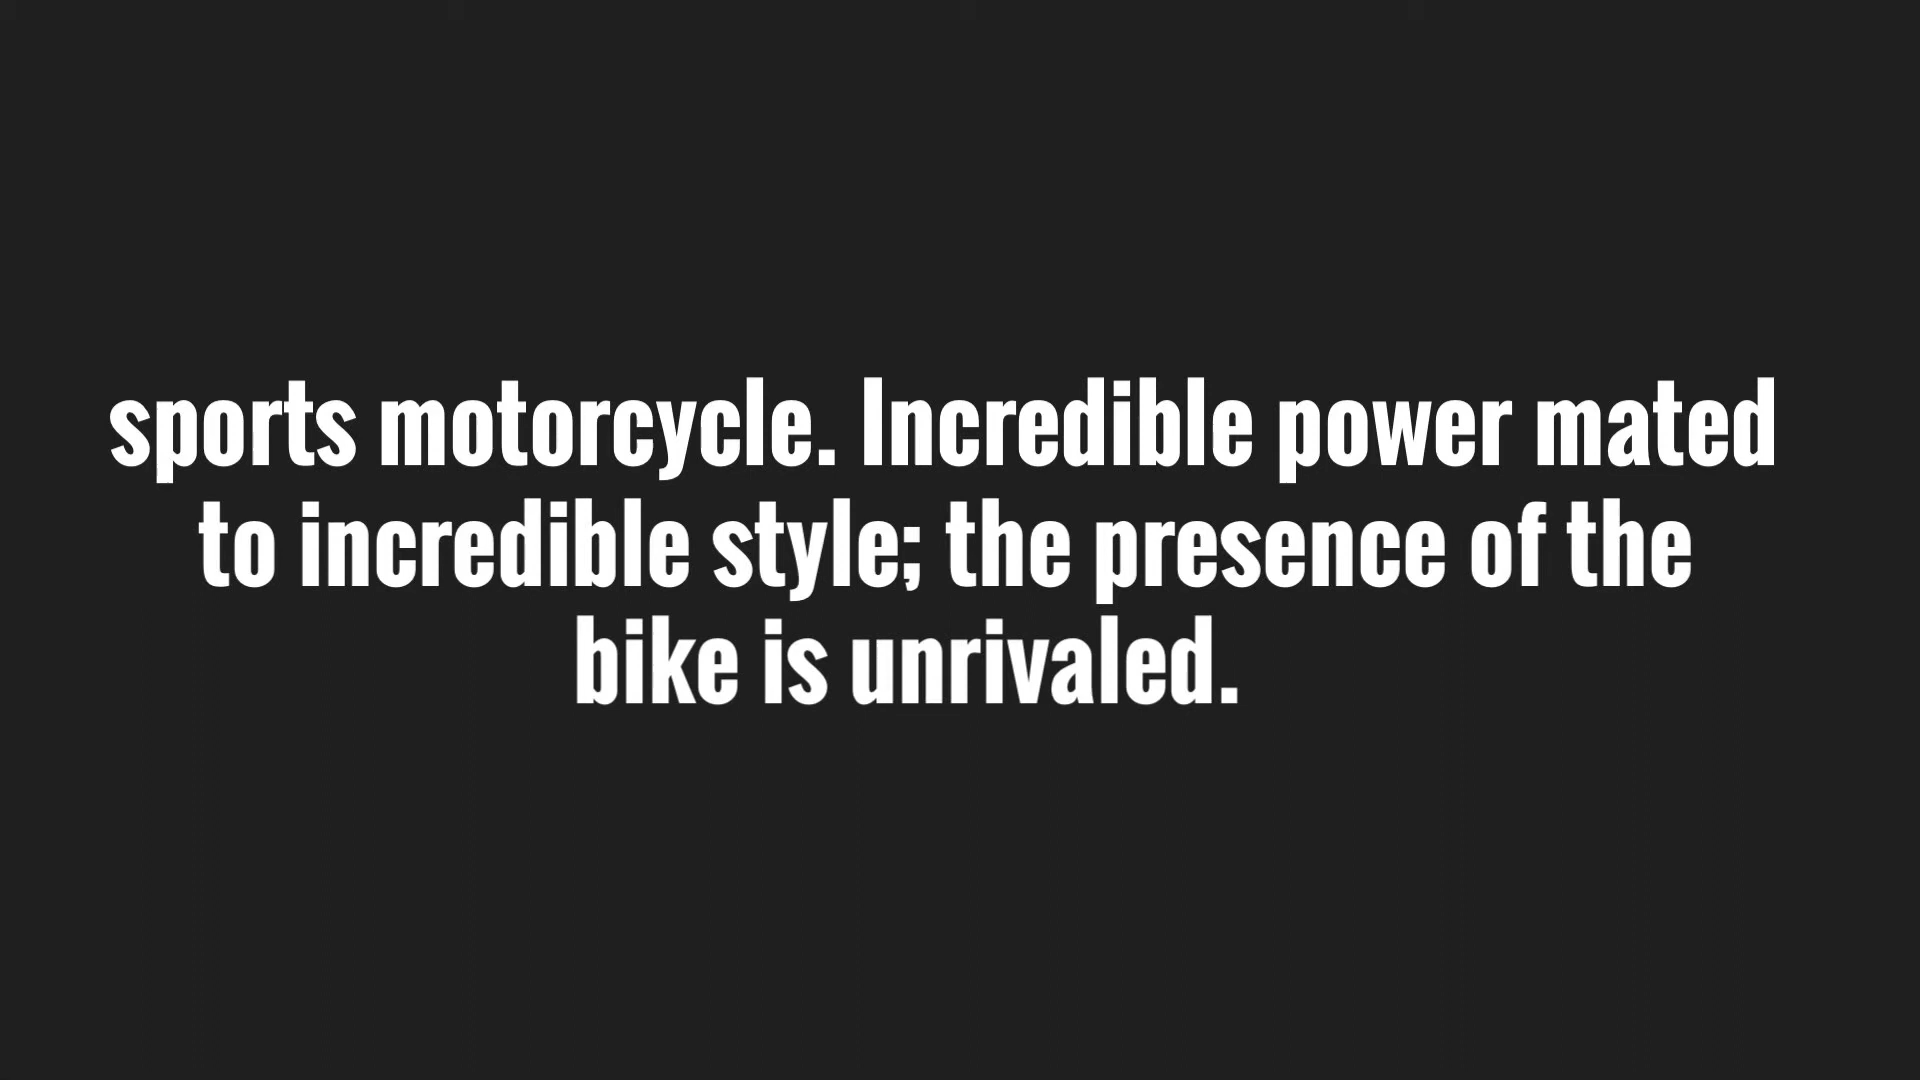 sports motorcycle. Incredible power mated
to incredible style; the presence of the
bike is unrivaled.